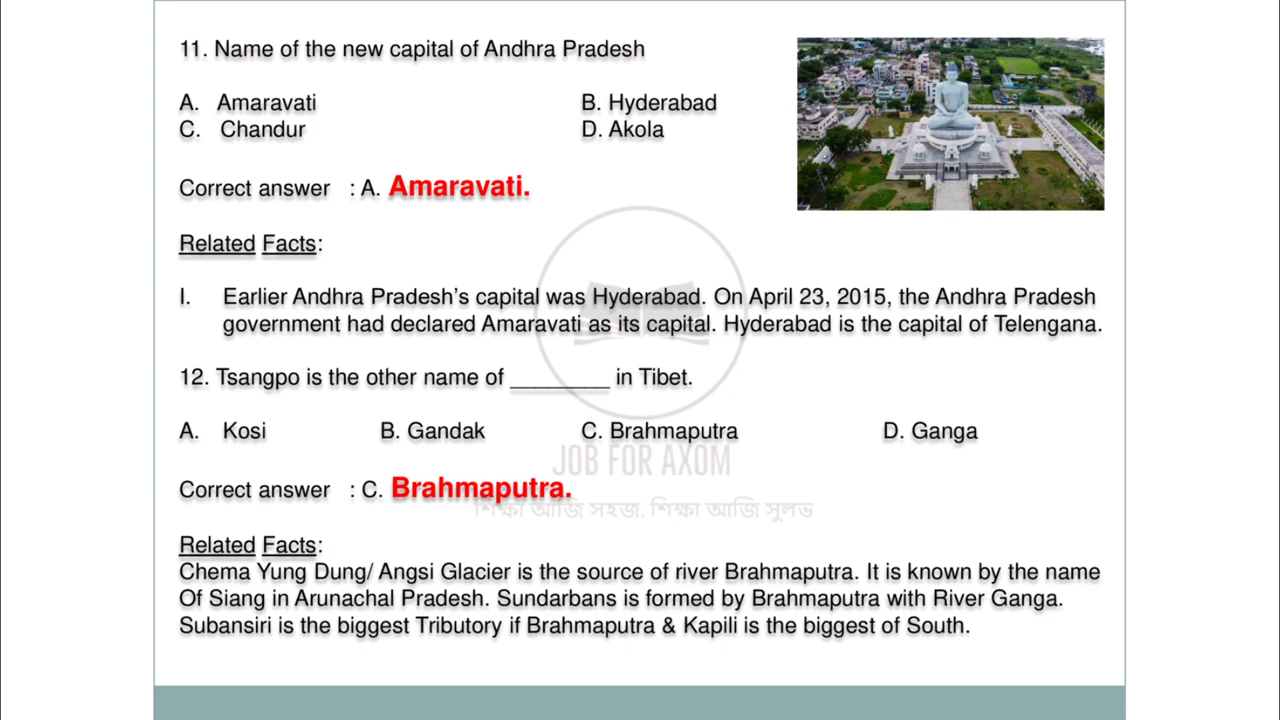 11. Name of the new capital of Andhra Pradesh
A. Amaravati B. Hyderabad
C. Chandur D. Akola
Correct answer : A. Amaravati.
Related Facts:
I. Earlier Andhra Pradesh’s capital was Hyderabad. On April 23, 2015, the Andhra Pradesh
government had declared Amaravati as its capital. Hyderabad is the capital of Telengana.
12. Tsangpo is the other name of ________ in Tibet.
A. Kosi B. Gandak C. Brahmaputra D. Ganga
JOB FOR AXOM
Correct answer : C. Brahmaputra.
শিক্ষা আজি সহজ, শিক্ষা আজি সুলভ
Related Facts:
Chema Yung Dung/ Angsi Glacier is the source of river Brahmaputra. It is known by the name
Of Siang in Arunachal Pradesh. Sundarbans is formed by Brahmaputra with River Ganga.
Subansiri is the biggest Tributory if Brahmaputra & Kapili is the biggest of South.